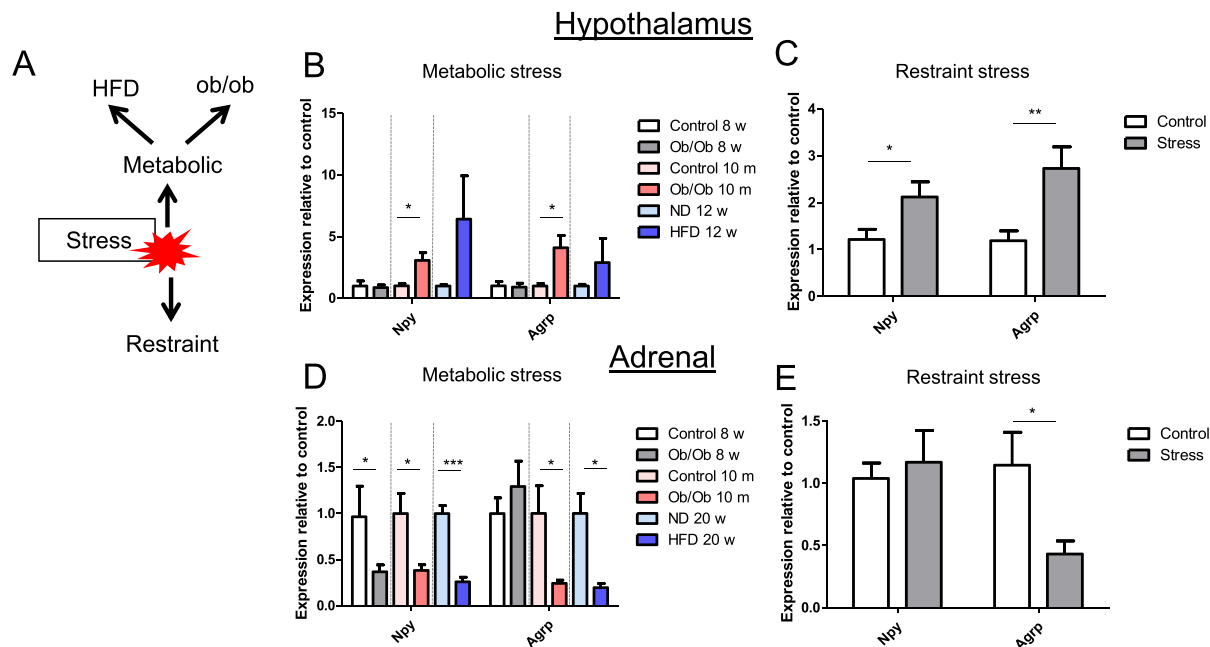 Hypothalamus
A
HFD
ob/ob
Metabolic
Stress
Restraint
B
Metabolic stress
Expression relative to control
15
10
5
0
*
*
Npy
Agrp
Control 8 w
Ob/Ob 8 w
Control 10 m
Ob/Ob 10 m
ND 12 w
HFD 12 w
C
Restraint stress
Expression relative to control
4
3
2
1
0
*
**
Npy
Agrp
Control
Stress
Adrenal
D
Metabolic stress
Expression relative to control
2.0
1.5
1.0
0.5
0.0
*
*
***
*
*
Npy
Agrp
Control 8 w
Ob/Ob 8 w
Control 10 m
Ob/Ob 10 m
ND 20 w
HFD 20 w
E
Restraint stress
Expression relative to control
1.5
1.0
0.5
0.0
*
Npy
Agrp
Control
Stress